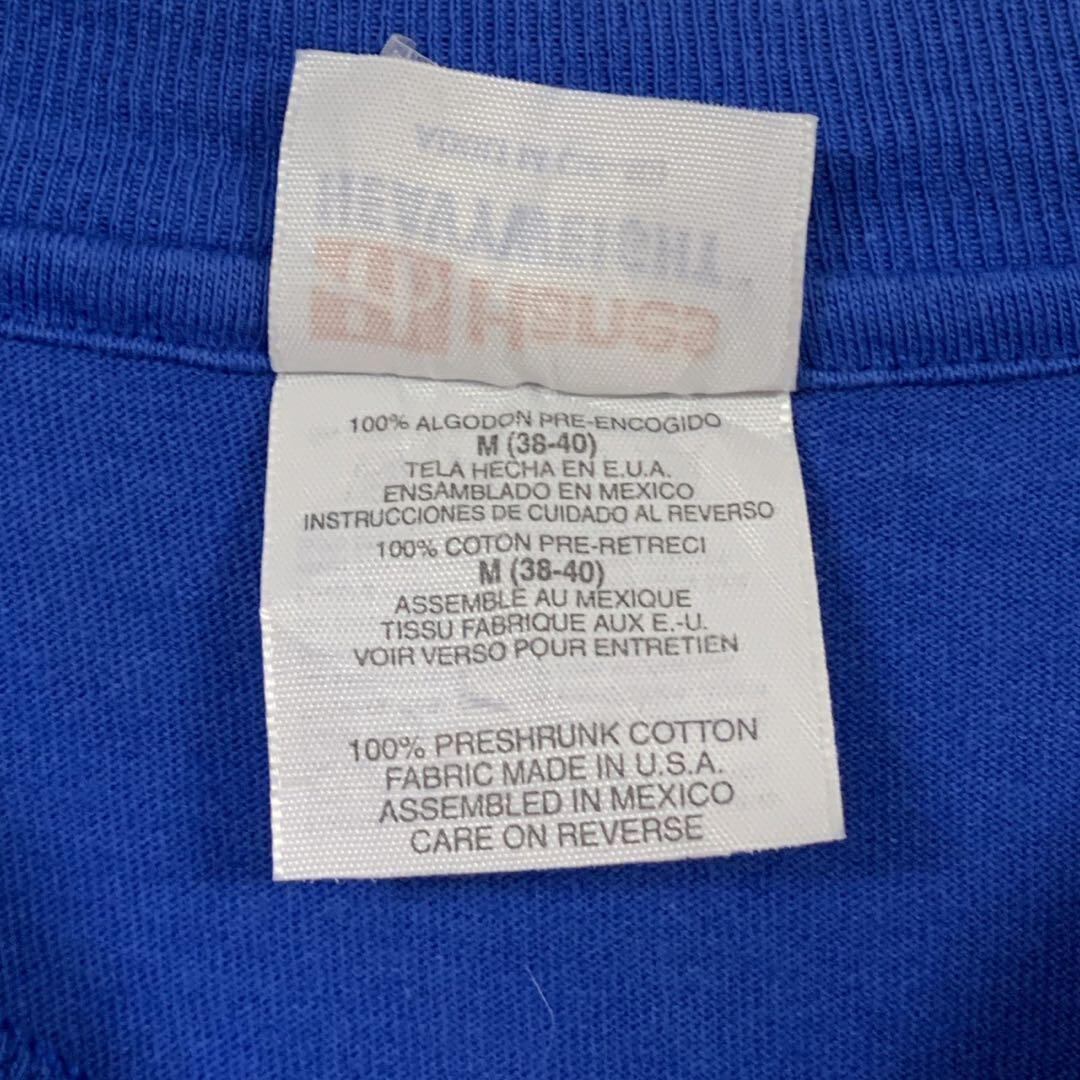 100% ALGODON PRE-ENCOGIDO
M (38-40)
TELA HECHA EN E.U.A.
ENSAMBLADO EN MEXICO
INSTRUCCIONES DE CUIDADO AL REVERSO
100% COTON PRE-RETRECI
M (38-40)
ASSEMBLE AU MEXIQUE
TISSU FABRIQUE AUX E.-U.
VOIR VERSO POUR ENTRETIEN
100% PRESHRUNK COTTON
FABRIC MADE IN U.S.A.
ASSEMBLED IN MEXICO
CARE ON REVERSE